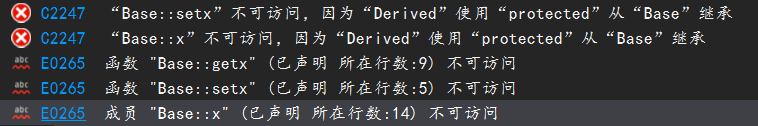 C2247 “Base::setx”不可访问，因为“Derived”使用“protected”从“Base”继承
C2247 “Base::x”不可访问，因为“Derived”使用“protected”从“Base”继承
abc E0265 函数 "Base::getx" (已声明 所在行数:9) 不可访问
abc E0265 函数 "Base::setx" (已声明 所在行数:5) 不可访问
abc E0265 成员 "Base::x" (已声明 所在行数:14) 不可访问